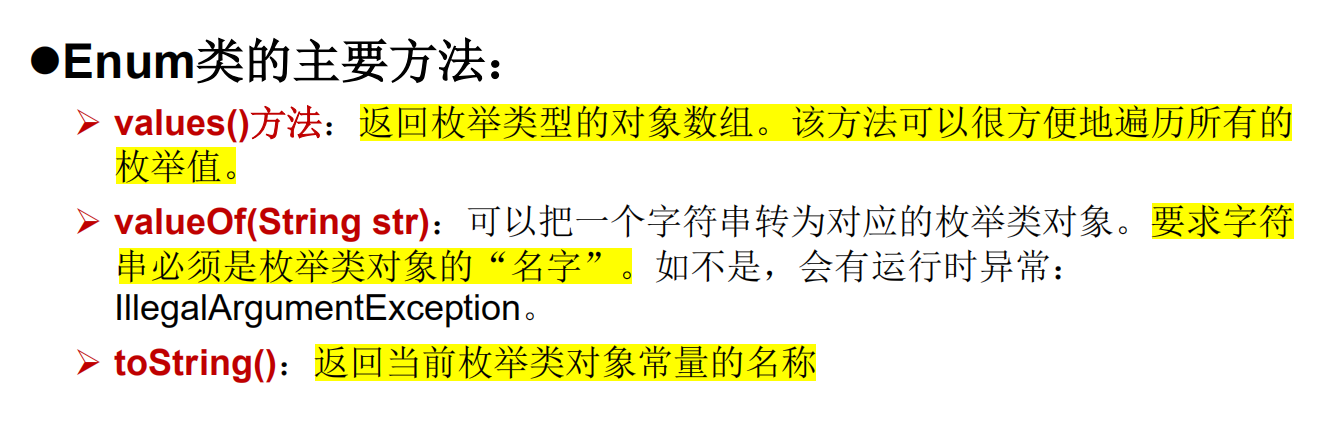 ●Enum类的主要方法：
➢ values()方法：返回枚举类型的对象数组。该方法可以很方便地遍历所有的
枚举值。
➢ valueOf(String str)：可以把一个字符串转为对应的枚举类对象。要求字符
串必须是枚举类对象的“名字”。如不是，会有运行时异常：
IllegalArgumentException。
➢ toString()：返回当前枚举类对象常量的名称